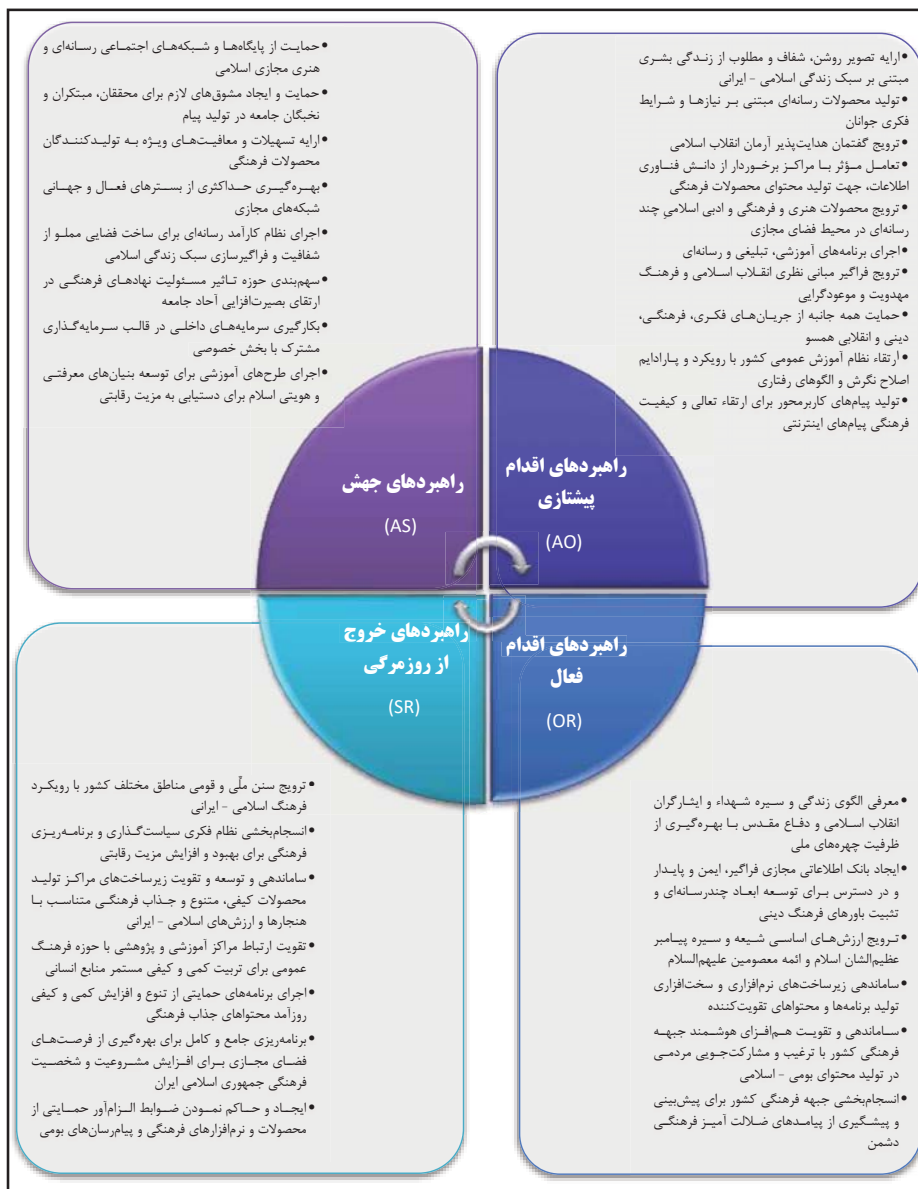 •ارایه تصویر روشن، شفاف و مطلوب از زندگی بشری
مبتنی بر سبک زندگی اسلامی - ایرانی
•تولید محصولات رسانه‌ای مبتنی بر نیازها و شرایط
فکری جوانان
•ترویج گفتمان هدایت‌پذیر آرمان انقلاب اسلامی
•تعامل مؤثر با مراکز برخوردار از دانش فناوری
اطلاعات، جهت تولید محتوای محصولات فرهنگی
•ترویج محصولات هنری و فرهنگی و ادبی اسلامیِ چند
رسانه‌ای در محیط فضای مجازی
•اجرای برنامه‌های آموزشی، تبلیغی و رسانه‌ای
•ترویج فراگیر مبانی نظری انقلاب اسلامی و فرهنگ
مهدویت و موعودگرایی
•حمایت همه جانبه از جریان‌های فکری، فرهنگی،
دینی و انقلابی همسو
•ارتقاء نظام آموزش عمومی کشور با رویکرد و پارادایم
اصلاح نگرش و الگوهای رفتاری
•تولید پیام‌های کاربرمحور برای ارتقاء تعالی و کیفیت
فرهنگی پیام‌های اینترنتی
•حمایت از پایگاه‌ها و شبکه‌های اجتماعی رسانه‌ای و
هنری مجازی اسلامی
•حمایت و ایجاد مشوق‌های لازم برای محققان، مبتکران و
نخبگان جامعه در تولید پیام
•ارایه تسهیلات و معافیت‌های ویژه به تولیدکنندگان
محصولات فرهنگی
•بهره‌گیری حداکثری از بسترهای فعال و جهانی
شبکه‌های مجازی
•اجرای نظام کارآمد رسانه‌ای برای ساخت فضایی مملو از
شفافیت و فراگیرسازی سبک زندگی اسلامی
•سهم‌بندی حوزه تاثیر مسئولیت نهادهای فرهنگی در
ارتقای بصیرت‌افزایی آحاد جامعه
•بکارگیری سرمایه‌های داخلی در قالب سرمایه‌گذاری
مشترک با بخش خصوصی
•اجرای طرح‌های آموزشی برای توسعه بنیان‌های معرفتی
و هویتی اسلام برای دستیابی به مزیت رقابتی
راهبردهای اقدام
پیشتازی
(AO)
راهبردهای جهش
(AS)
راهبردهای اقدام
فعال
(OR)
راهبردهای خروج
از روزمرگی
(SR)
•معرفی الگوی زندگی و سیره شهداء و ایثارگران
انقلاب اسلامی و دفاع مقدس با بهره‌گیری از
ظرفیت چهره‌های ملی
•ایجاد بانک اطلاعاتی مجازی فراگیر، ایمن و پایدار
و در دسترس برای توسعه ابعاد چندرسانه‌ای و
تثبیت باورهای فرهنگ دینی
•ترویج ارزش‌های اساسی شیعه و سیره پیامبر
عظیم‌الشان اسلام و ائمه معصومین علیهم‌السلام
•ساماندهی زیرساخت‌های نرم‌افزاری و سخت‌افزاری
تولید برنامه‌ها و محتواهای تقویت‌کننده
•ساماندهی و تقویت هم‌افزای هوشمند جبهه
فرهنگی کشور با ترغیب و مشارکت‌جویی مردمی
در تولید محتوای بومی - اسلامی
•انسجام‌بخشی جبهه فرهنگی کشور برای پیش‌بینی
و پیشگیری از پیامدهای ضلالت آمیز فرهنگی
دشمن
•ترویج سنن ملّی و قومی مناطق مختلف کشور با رویکرد
فرهنگ اسلامی - ایرانی
•انسجام‌بخشی نظام فکری سیاست‌گذاری و برنامه‌ریزی
فرهنگی برای بهبود و افزایش مزیت رقابتی
•ساماندهی و توسعه و تقویت زیرساخت‌های مراکز تولید
محصولات کیفی، متنوع و جذاب فرهنگی متناسب با
هنجارها و ارزش‌های اسلامی - ایرانی
•تقویت ارتباط مراکز آموزشی و پژوهشی با حوزه فرهنگ
عمومی برای تربیت کمی و کیفی مستمر منابع انسانی
•اجرای برنامه‌های حمایتی از تنوع و افزایش کمی و کیفی
روزآمد محتواهای جذاب فرهنگی
•برنامه‌ریزی جامع و کامل برای بهره‌گیری از فرصت‌های
فضای مجازی برای افزایش مشروعیت و شخصیت
فرهنگی جمهوری اسلامی ایران
•ایجاد و حاکم نمودن ضوابط الزام‌آور حمایتی از
محصولات و نرم‌افزارهای فرهنگی و پیام‌رسان‌های بومی